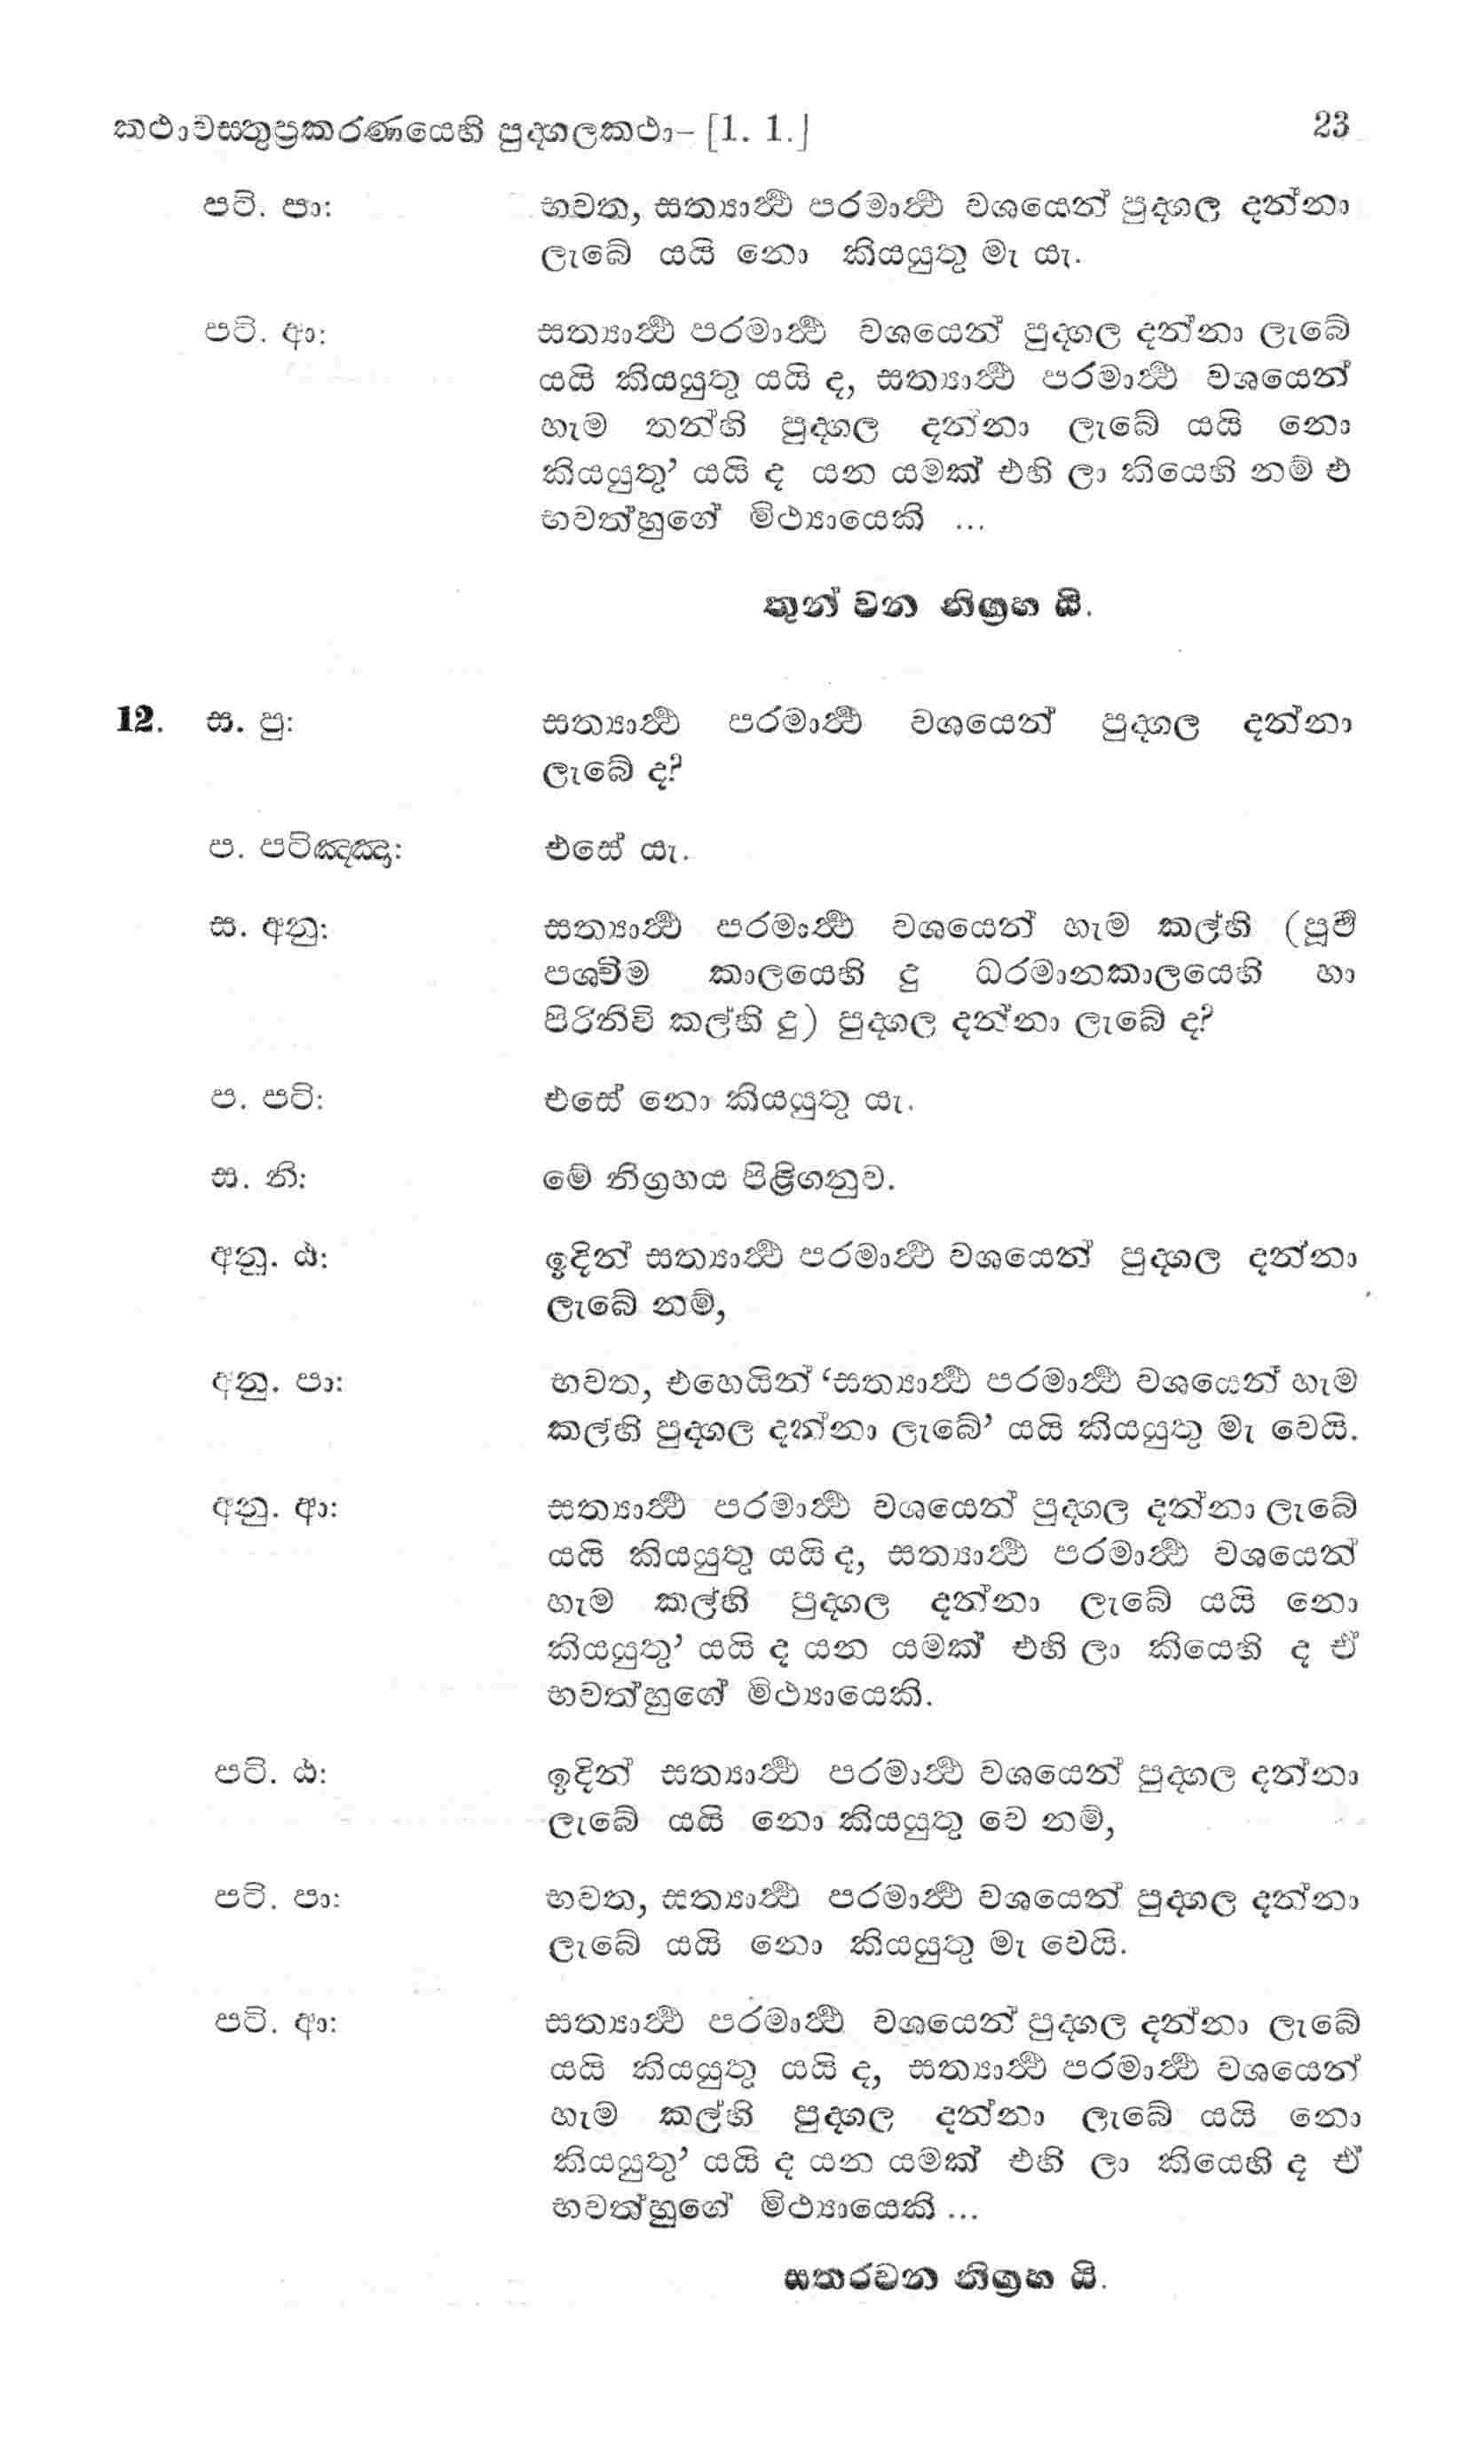 කථාවස්තුප්‍රකරණයෙහි පුද්ගලකථා– [1. 1.] 23
පටි. පා: භවත, සත්‍යාර්‍ථ පරමාර්‍ථ වශයෙන් පුද්ගල දන්නා
ලැබේ යයි නො කියයුතු මැ යැ.
පටි. ආ: සත්‍යාර්‍ථ පරමාර්‍ථ වශයෙන් පුද්ගල දන්නා ලැබේ
යයි කියයුතු යයි ද, සත්‍යාර්‍ථ පරමාර්‍ථ වශයෙන්
හැම තන්හි පුද්ගල දන්නා ලැබේ යයි නො
කියයුතු’ යයි ද යන යමක් එහි ලා කියෙහි නම් එ
භවත්හුගේ මිථ්‍යායෙකි ...
තුන් වන නිග්‍රහ යි.
12. ස. පු: සත්‍යාර්‍ථ පරමාර්‍ථ වශයෙන් පුද්ගල දන්නා
ලැබේ ද?
ප. පටිඤ්ඤා: එසේ යැ.
ස. අනු: සත්‍යාර්‍ථ පරමාර්‍ථ වශයෙන් හැම කල්හි (පූර්‍ව
පශ්චිම කාලයෙහි දු ධරමානකාලයෙහි හා
පිරිනිවි කල්හි දු) පුද්ගල දන්නා ලැබේ ද?
ප. පටි: එසේ නො කියයුතු යැ.
ස. නි: මේ නිග්‍රහය පිළිගනුව.
අනු. ඨ: ඉදින් සත්‍යාර්‍ථ පරමාර්‍ථ වශයෙන් පුද්ගල දන්නා
ලැබේ නම්,
අනු. පා: භවත, එහෙයින් ‘සත්‍යාර්‍ථ පරමාර්‍ථ වශයෙන් හැම
කල්හි පුද්ගල දන්නා ලැබේ’ යයි කියයුතු මැ වෙයි.
අනු. ආ: සත්‍යාර්‍ථ පරමාර්‍ථ වශයෙන් පුද්ගල දන්නා ලැබේ
යයි කියයුතු යයි ද, සත්‍යාර්‍ථ පරමාර්‍ථ වශයෙන්
හැම කල්හි පුද්ගල දන්නා ලැබේ යයි නො
කියයුතු’ යයි ද යන යමක් එහි ලා කියෙහි ද ඒ
භවත්හුගේ මිථ්‍යායෙකි.
පටි. ඨ: ඉදින් සත්‍යාර්‍ථ පරමාර්‍ථ වශයෙන් පුද්ගල දන්නා
ලැබේ යයි නො කියයුතු වෙ නම්,
පටි. පා: භවත, සත්‍යාර්‍ථ පරමාර්‍ථ වශයෙන් පුද්ගල දන්නා
ලැබේ යයි නො කියයුතු මැ වෙයි.
පටි. ආ: සත්‍යාර්‍ථ පරමාර්‍ථ වශයෙන් පුද්ගල දන්නා ලැබේ
යයි කියයුතු යයි ද, සත්‍යාර්‍ථ පරමාර්‍ථ වශයෙන්
හැම කල්හි පුද්ගල දන්නා ලැබේ යයි නො
කියයුතු’ යයි ද යන යමක් එහි ලා කියෙහි ද ඒ
භවත්හුගේ මිථ්‍යායෙකි ...
සතරවන නිග්‍රහ යි.